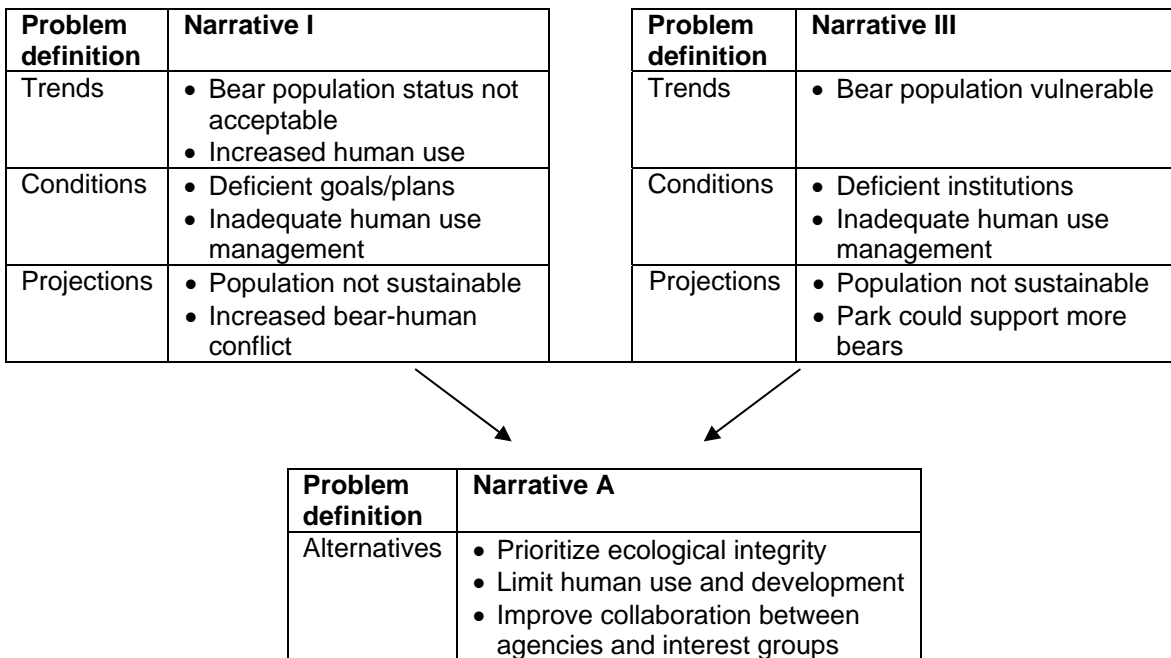 Problem definition
Narrative I
Trends
• Bear population status not
acceptable
• Increased human use
Conditions
• Deficient goals/plans
• Inadequate human use
management
Projections
• Population not sustainable
• Increased bear-human
conflict
Problem definition
Narrative III
Trends
• Bear population vulnerable
Conditions
• Deficient institutions
• Inadequate human use
management
Projections
• Population not sustainable
• Park could support more
bears
Problem definition
Narrative A
Alternatives
• Prioritize ecological integrity
• Limit human use and development
• Improve collaboration between
agencies and interest groups